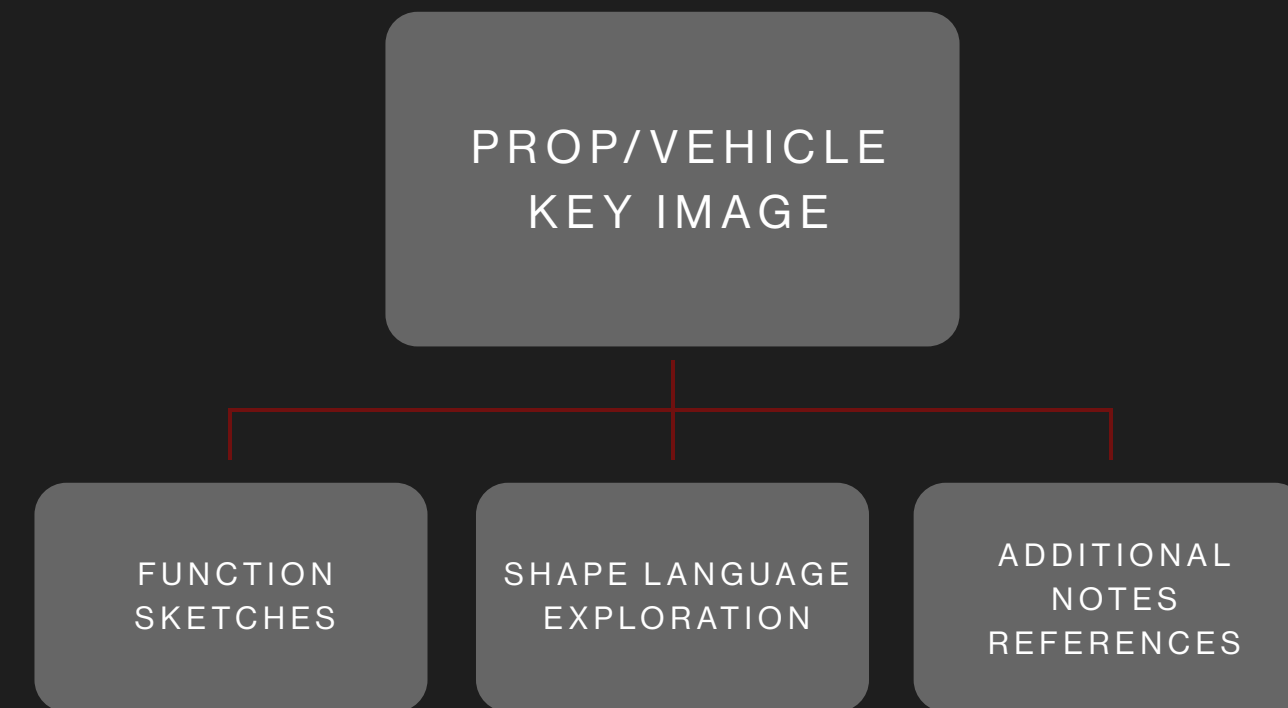 PROP/VEHICLE
KEY IMAGE
FUNCTION
SKETCHES
SHAPE LANGUAGE
EXPLORATION
ADDITIONAL
NOTES
REFERENCES